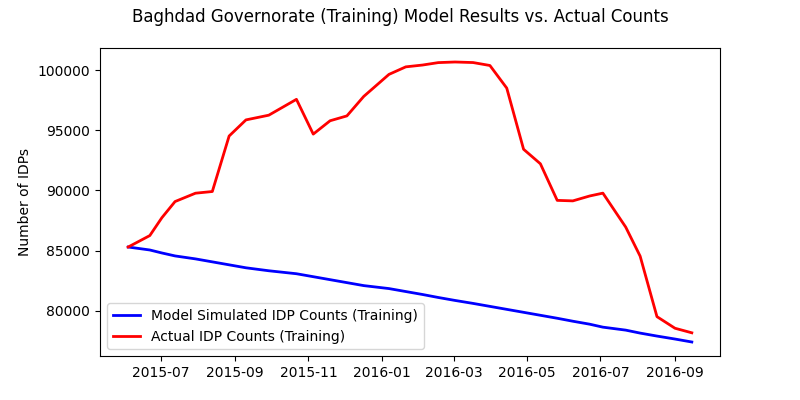 Baghdad Governorate (Training) Model Results vs. Actual Counts
Number of IDPs
100000
95000
90000
85000
80000
Model Simulated IDP Counts (Training)
Actual IDP Counts (Training)
2015-07 2015-09 2015-11 2016-01 2016-03 2016-05 2016-07 2016-09